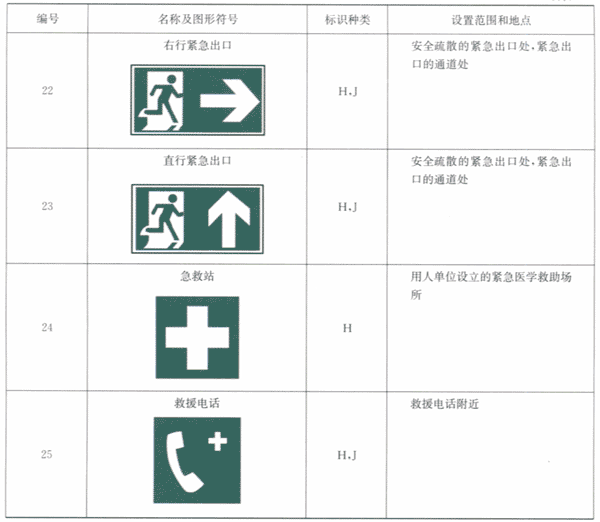 编号 名称及图形符号 标识种类 设置范围和地点
右行紧急出口
22 H,J 安全疏散的紧急出口处,紧急出
口的通道处
直行紧急出口
23 H,J 安全疏散的紧急出口处,紧急出
口的通道处
急救站
24 H 用人单位设立的紧急医学救助场
所
救援电话
25 H,J 救援电话附近